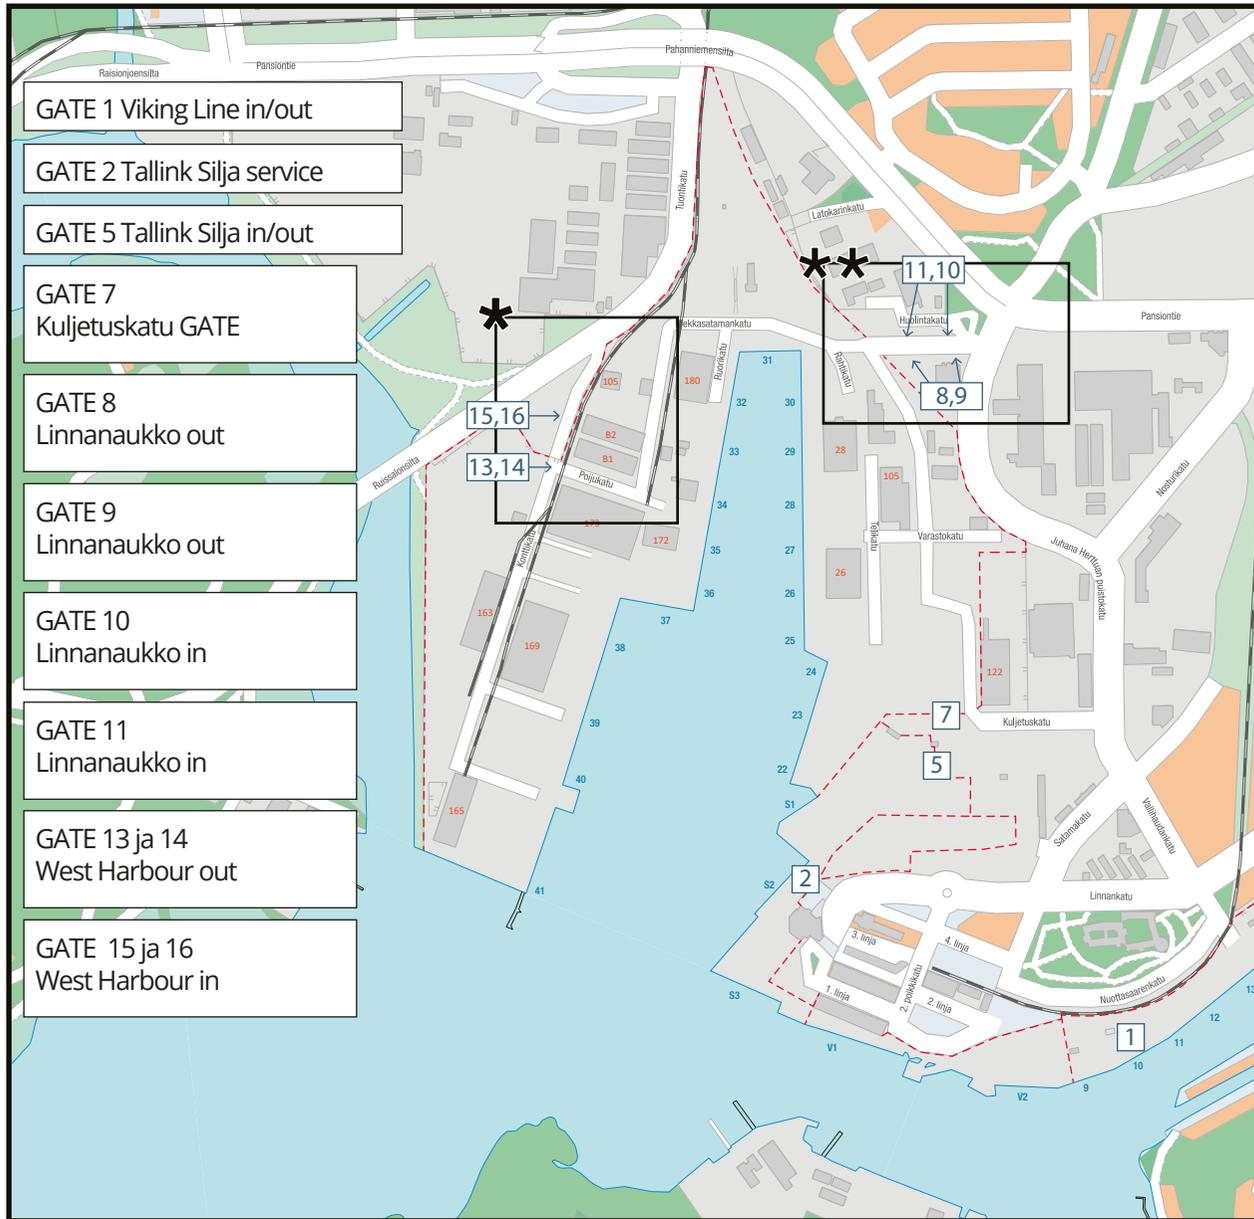 Pahanniemensilta
Raisionjoensilta
Pansiontie
GATE 1 Viking Line in/out
GATE 2 Tallink Silja service
GATE 5 Tallink Silja in/out
GATE 7
Kuljetuskatu GATE
GATE 8
Linnanaukko out
GATE 9
Linnanaukko out
GATE 10
Linnanaukko in
GATE 11
Linnanaukko in
GATE 13 ja 14
West Harbour out
GATE 15 ja 16
West Harbour in
Tuontikatu
Latokarinkatu
*
* *
11,10
Huolintakatu
Pansiontie
Rantikatu
8,9
Ruorikatu
15,16
13,14
Ruissalonsilta
Poijukatu
Konttikatu
105
180
B2
B1
173
172
163
169
165
31
32
30
33
29
34
28
35
27
36
26
37
38
25
24
39
23
40
22
S1
41
S2
S3
28
105
26
122
Telikatu
Varastokatu
Nosturikatu
Juhana Herttuan puistokatu
7
Kuljetuskatu
5
Satamakatu
Vallihaudankatu
2
Linnankatu
3. linja
4. linja
1. linja
2. poikkikatu
2. linja
Nuottasaarenkatu
V1
V2
1
9
10
11
12
13